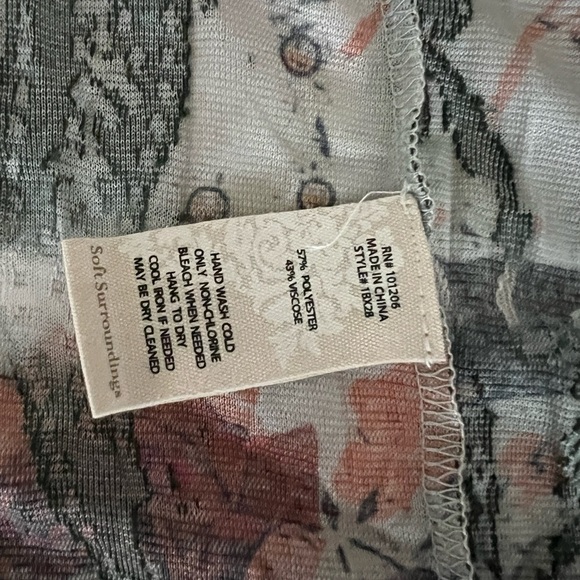 RN# 101206
MADE IN CHINA
STYLE# 1BX28
57% POLYESTER
43% VISCOSE
HAND WASH COLD
ONLY NON-CHLORINE
BLEACH WHEN NEEDED
HANG TO DRY
COOL IRON IF NEEDED
MAY BE DRY CLEANED
Soft Surroundings